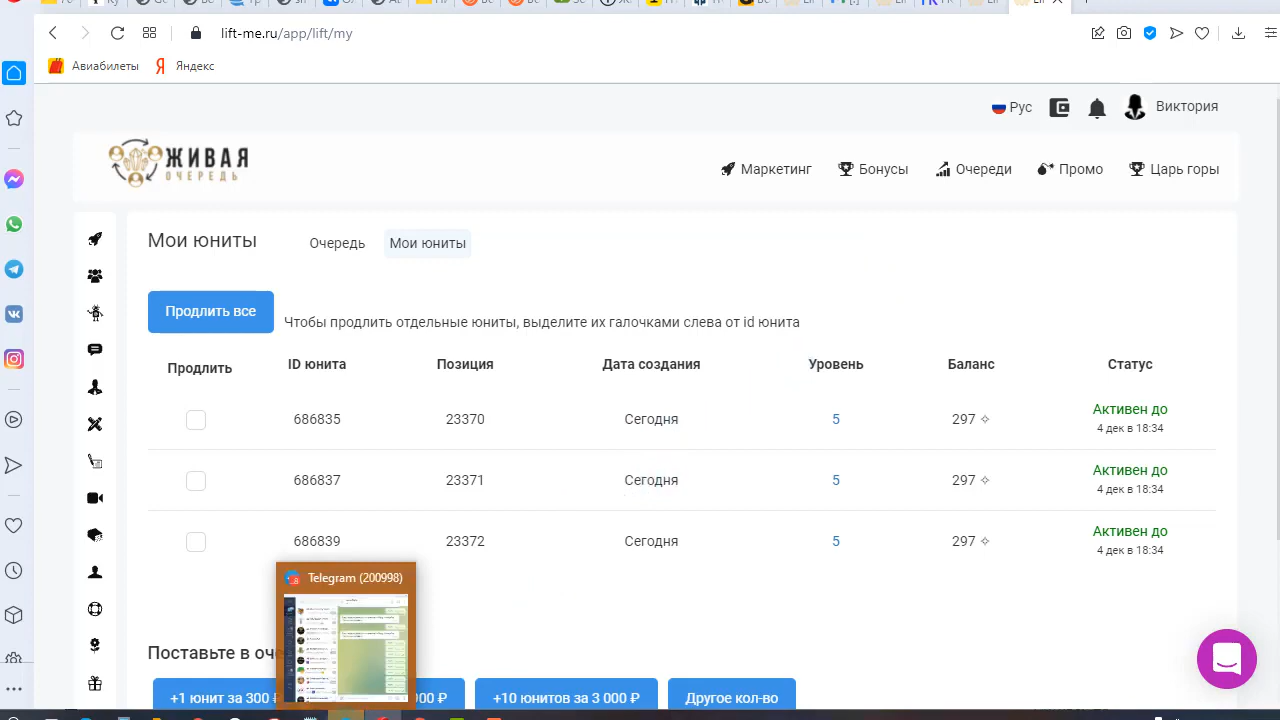 lift-me.ru/app/lift/my
Авиабилеты
Яндекс
Рус
Виктория
ЖИВАЯ
ОЧЕРЕДЬ
Маркетинг
Бонусы
Очереди
Промо
Царь горы
Мои юниты
Очередь
Мои юниты
Продлить все
Чтобы продлить отдельные юниты, выделите их галочками слева от id юнита
Продлить ID юнита Позиция Дата создания Уровень Баланс Статус
686835 23370 Сегодня 5 297 Активен до
4 дек в 18:34
686837 23371 Сегодня 5 297 Активен до
4 дек в 18:34
686839 23372 Сегодня 5 297 Активен до
4 дек в 18:34
Telegram (200998)
Поставьте в оч
+1 юнит за 300
00 ₽
+10 юнитов за 3 000 ₽
Другое кол-во